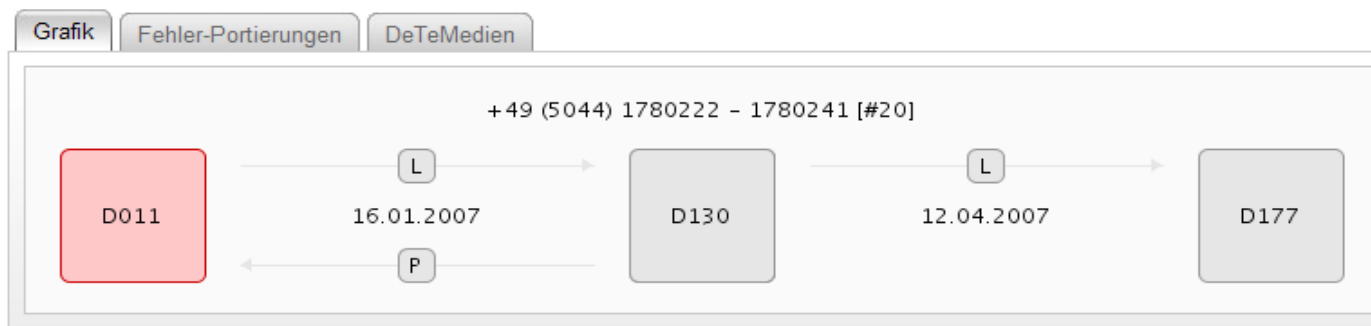 Grafik Fehler-Portierungen DeTeMedien
+49 (5044) 1780222 – 1780241 [#20]
L L
D011 16.01.2007 D130 12.04.2007 D177
P